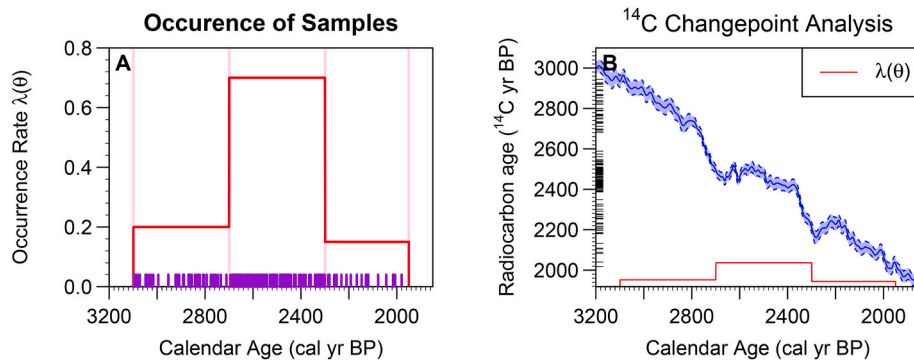 Occurence of Samples
A
Occurrence Rate λ(θ)
0.8
0.6
0.4
0.2
0.0
3200 2800 2400 2000
Calendar Age (cal yr BP)
¹⁴C Changepoint Analysis
B
λ(θ)
Radiocarbon age (¹⁴C yr BP)
3000
2800
2600
2400
2200
2000
3200 2800 2400 2000
Calendar Age (cal yr BP)